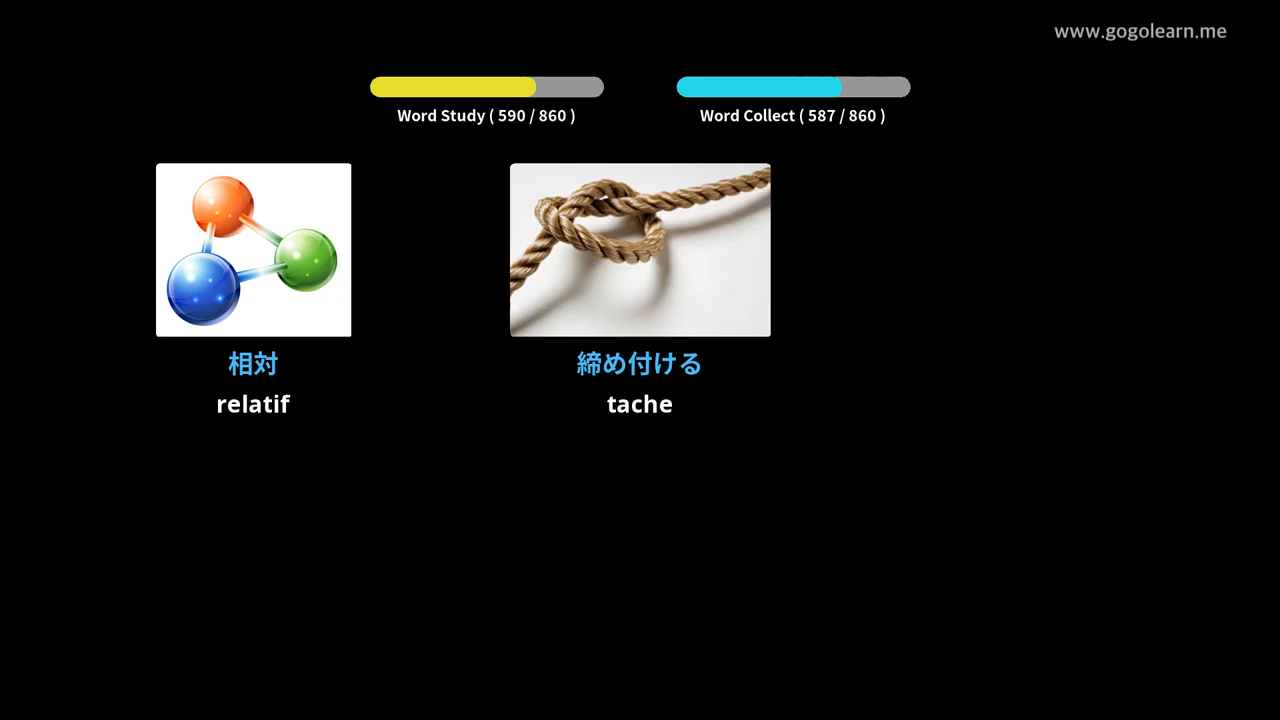 www.gogolearn.me
Word Study ( 590 / 860 )
Word Collect ( 587 / 860 )
相対
relatif
締め付ける
tache